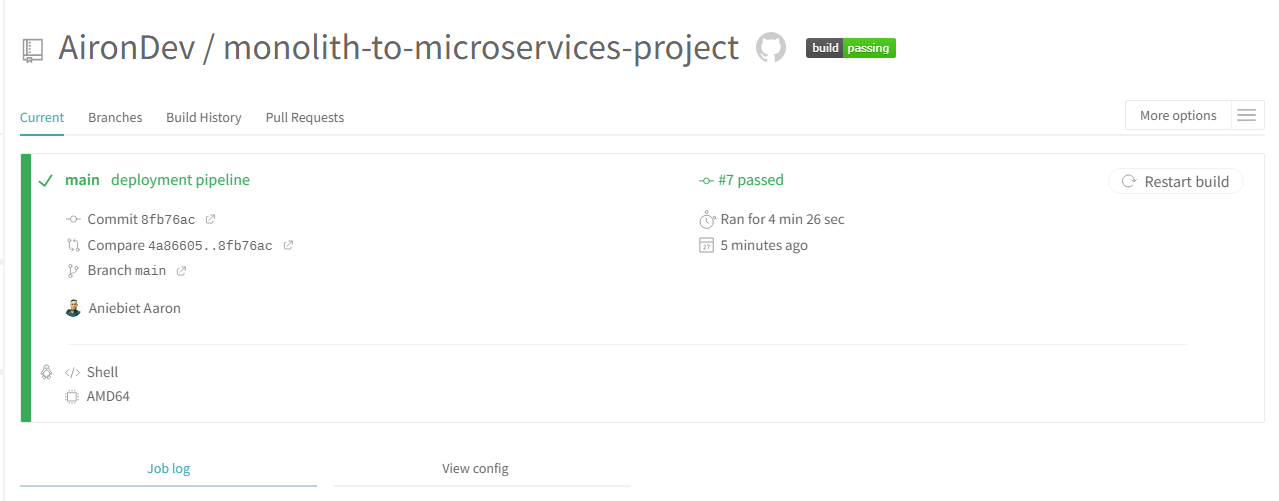 AironDev / monolith-to-microservices-project build passing
Current Branches Build History Pull Requests More options
main deployment pipeline #7 passed Restart build
Commit 8fb76ac Ran for 4 min 26 sec
Compare 4a86605..8fb76ac 5 minutes ago
Branch main
Aniebiet Aaron
Shell
AMD64
Job log View config